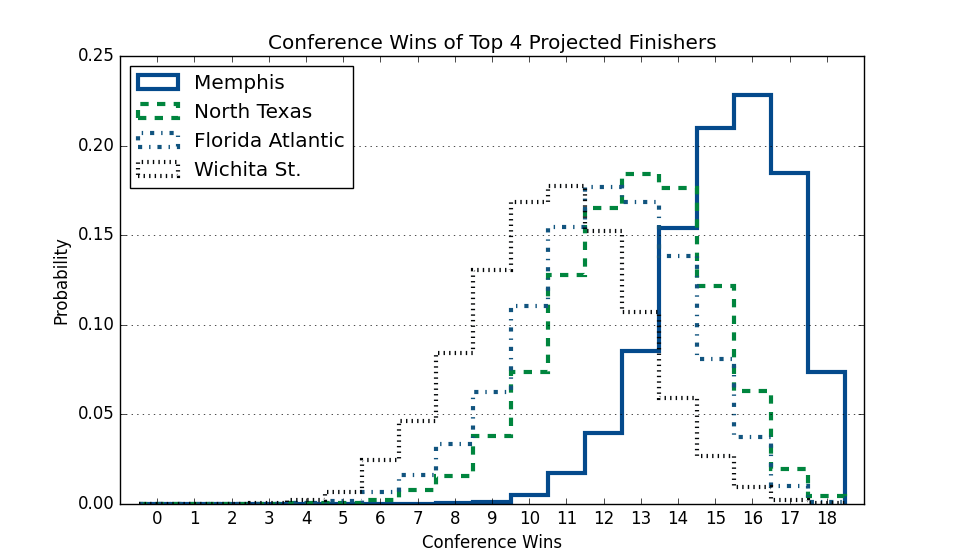 Conference Wins of Top 4 Projected Finishers
0.25
Memphis
North Texas
Florida Atlantic
Wichita St.
0.20
0.15
Probability
0.10
0.05
0.00
0 1 2 3 4 5 6 7 8 9 10 11 12 13 14 15 16 17 18
Conference Wins